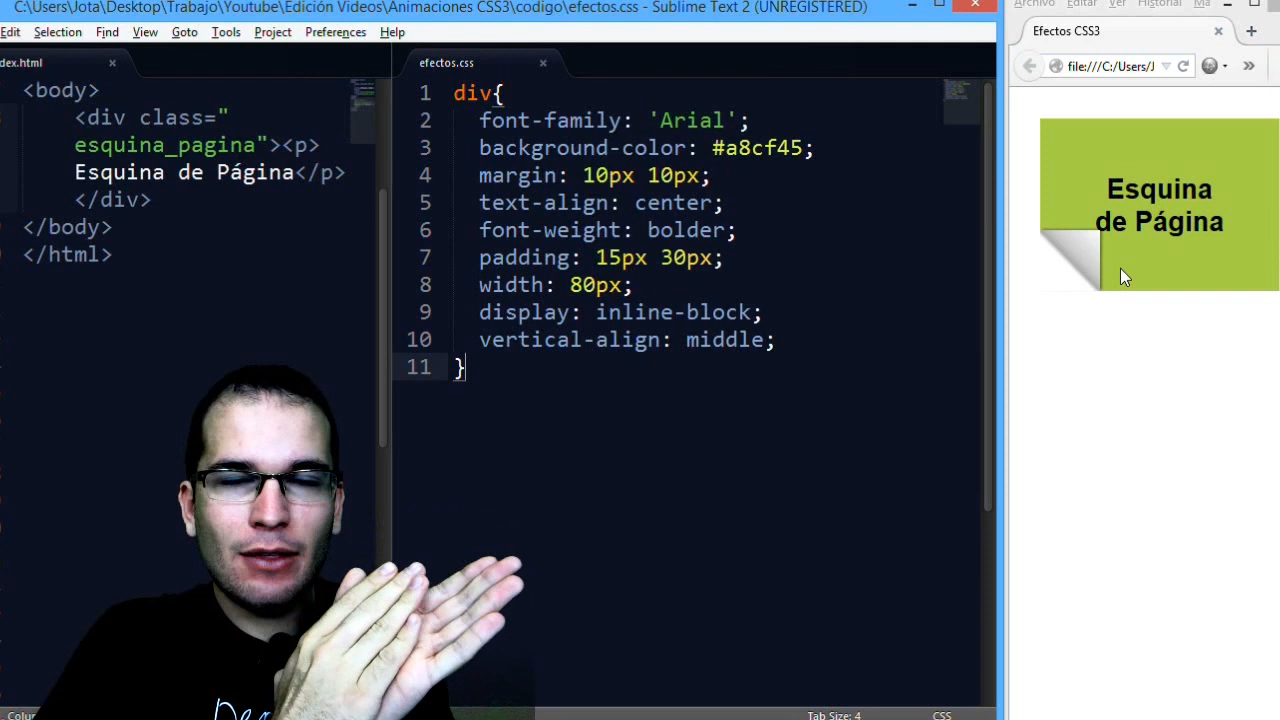 C:\Users\Jota\Desktop\Trabajo\Youtube\Edición Videos\Animaciones CSS3\codigo\efectos.css - Sublime Text 2 (UNREGISTERED)
Edit Selection Find View Goto Tools Project Preferences Help
dex.html
<body>
<div class="
esquina_pagina"><p>
Esquina de Página</p>
</div>
</body>
</html>
efectos.css
1 div{
2 font-family: 'Arial';
3 background-color: #a8cf45;
4 margin: 10px 10px;
5 text-align: center;
6 font-weight: bolder;
7 padding: 15px 30px;
8 width: 80px;
9 display: inline-block;
10 vertical-align: middle;
11 }
Colum
Tab Size: 4 CSS
Archivo Editar Ver Historial Ma
Efectos CSS3
file:///C:/Users/J
Esquina
de Página